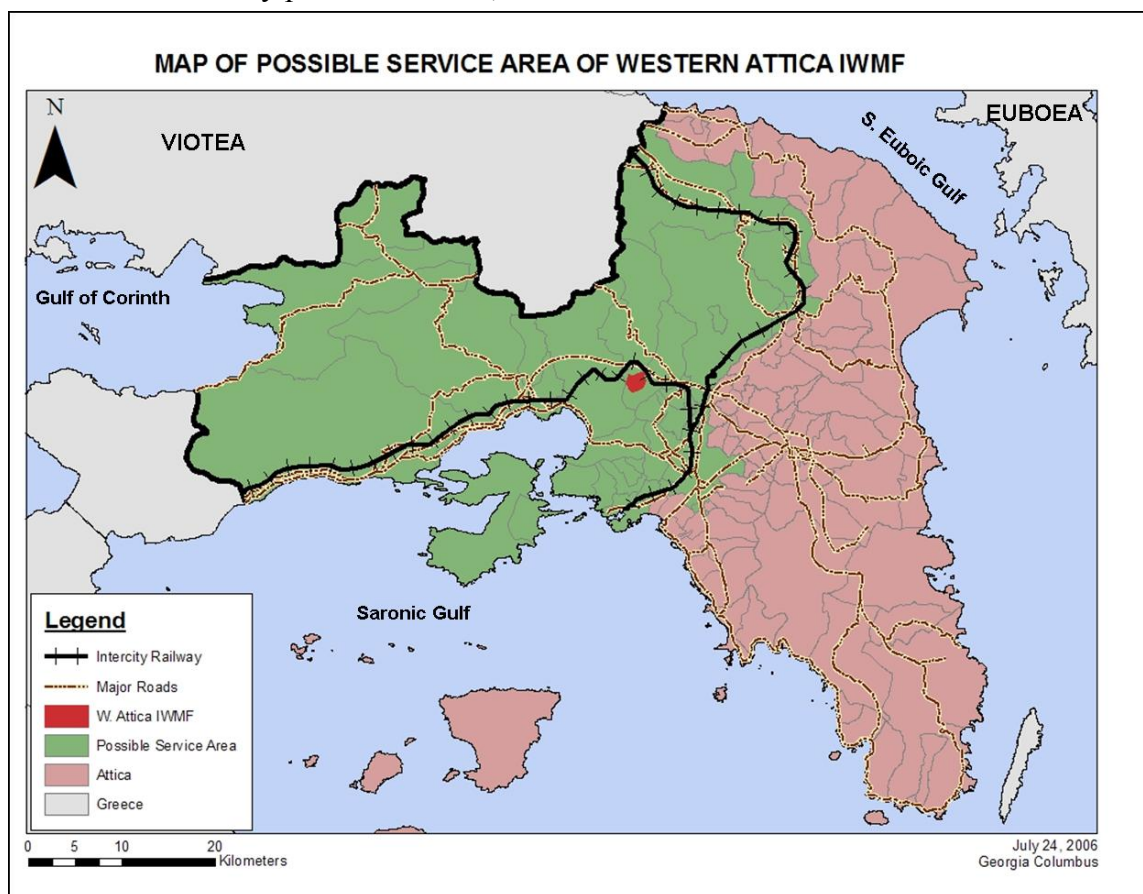 MAP OF POSSIBLE SERVICE AREA OF WESTERN ATTICA IWMF
N
VIOTEA
EUBOEA
S. Euboic Gulf
Gulf of Corinth
Saronic Gulf
Legend
Intercity Railway
Major Roads
W. Attica IWMF
Possible Service Area
Attica
Greece
0 5 10 20
Kilometers
July 24, 2006
Georgia Columbus